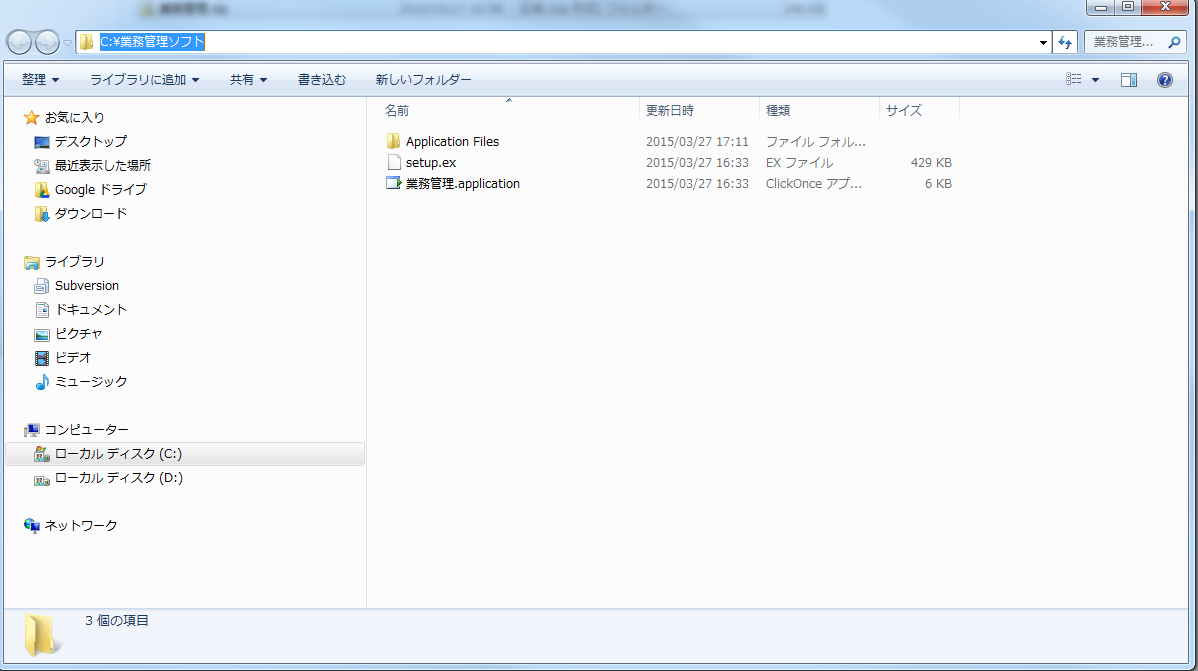 C:¥業務管理ソフト
業務管理...
整理 ライブラリに追加 共有 書き込む 新しいフォルダー
お気に入り
デスクトップ
最近表示した場所
Google ドライブ
ダウンロード
ライブラリ
Subversion
ドキュメント
ピクチャ
ビデオ
ミュージック
コンピューター
ローカル ディスク (C:)
ローカル ディスク (D:)
ネットワーク
名前 更新日時 種類 サイズ
Application Files 2015/03/27 17:11 ファイル フォル...
setup.ex 2015/03/27 16:33 EX ファイル 429 KB
業務管理.application 2015/03/27 16:33 ClickOnce アプ... 6 KB
3 個の項目